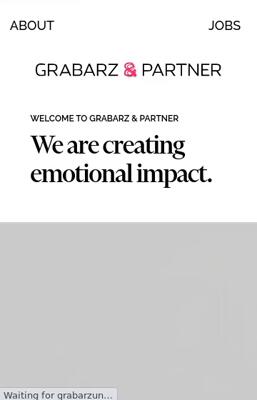 ABOUT JOBS
GRABARZ & PARTNER
WELCOME TO GRABARZ & PARTNER
We are creating
emotional impact.
Waiting for grabarzun...